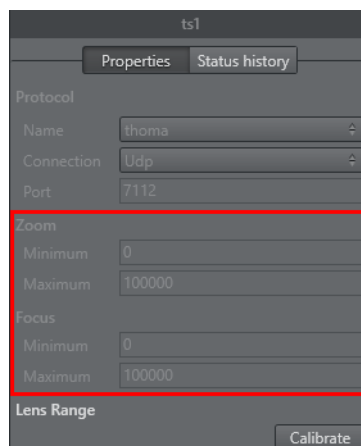 ts1
Properties Status history
Protocol
Name thoma
Connection Udp
Port 7112
Zoom
Minimum 0
Maximum 100000
Focus
Minimum 0
Maximum 100000
Lens Range
Calibrate